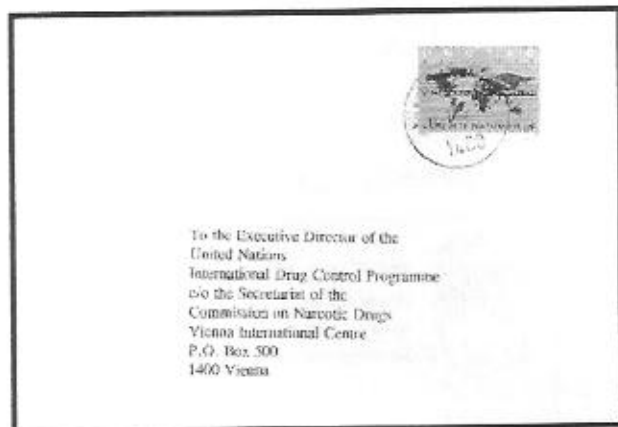 1400
To the Executive Director of the
United Nations
International Drug Control Programme
c/o the Secretariat of the
Commission on Narcotic Drugs
Vienna International Centre
P.O. Box 500
1400 Vienna